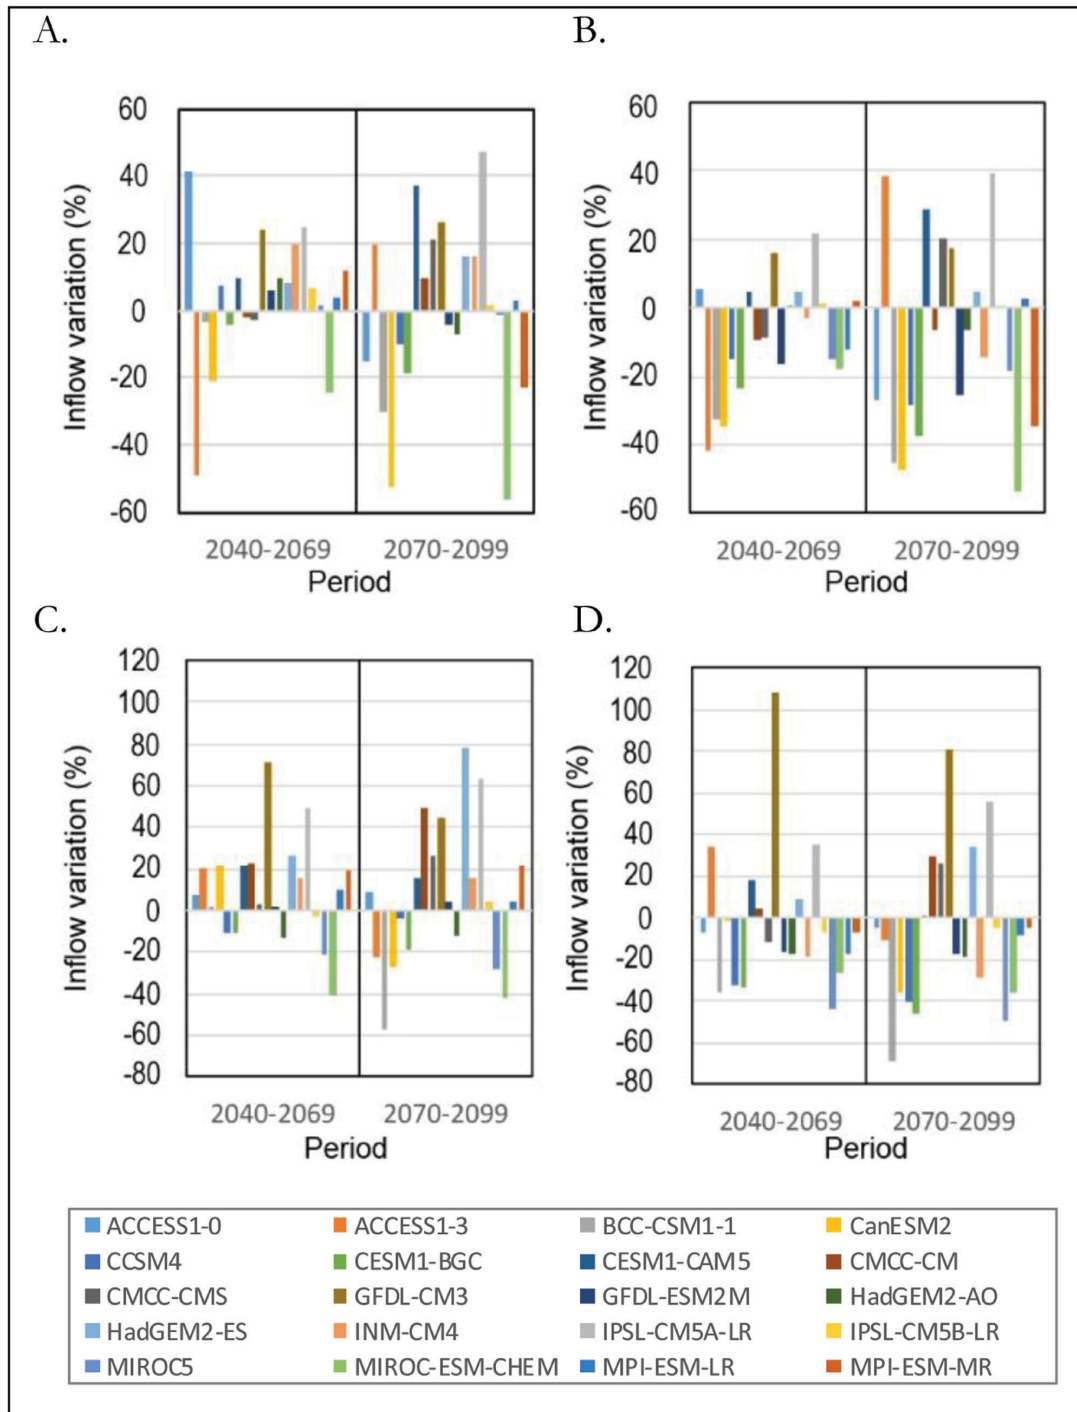 A.
B.
60
40
20
0
-20
-40
-60
Inflow variation (%)
2040-2069 2070-2099
Period
60
40
20
0
-20
-40
-60
Inflow variation (%)
2040-2069 2070-2099
Period
C.
D.
120
100
80
60
40
20
0
-20
-40
-60
-80
Inflow variation (%)
2040-2069 2070-2099
Period
120
100
80
60
40
20
0
-20
-40
-60
-80
Inflow variation (%)
2040-2069 2070-2099
Period
ACCESS1-0 ACCESS1-3 BCC-CSM1-1 CanESM2
CCSM4 CESM1-BGC CESM1-CAM5 CMCC-CM
CMCC-CMS GFDL-CM3 GFDL-ESM2M HadGEM2-AO
HadGEM2-ES INM-CM4 IPSL-CM5A-LR IPSL-CM5B-LR
MIROC5 MIROC-ESM-CHEM MPI-ESM-LR MPI-ESM-MR